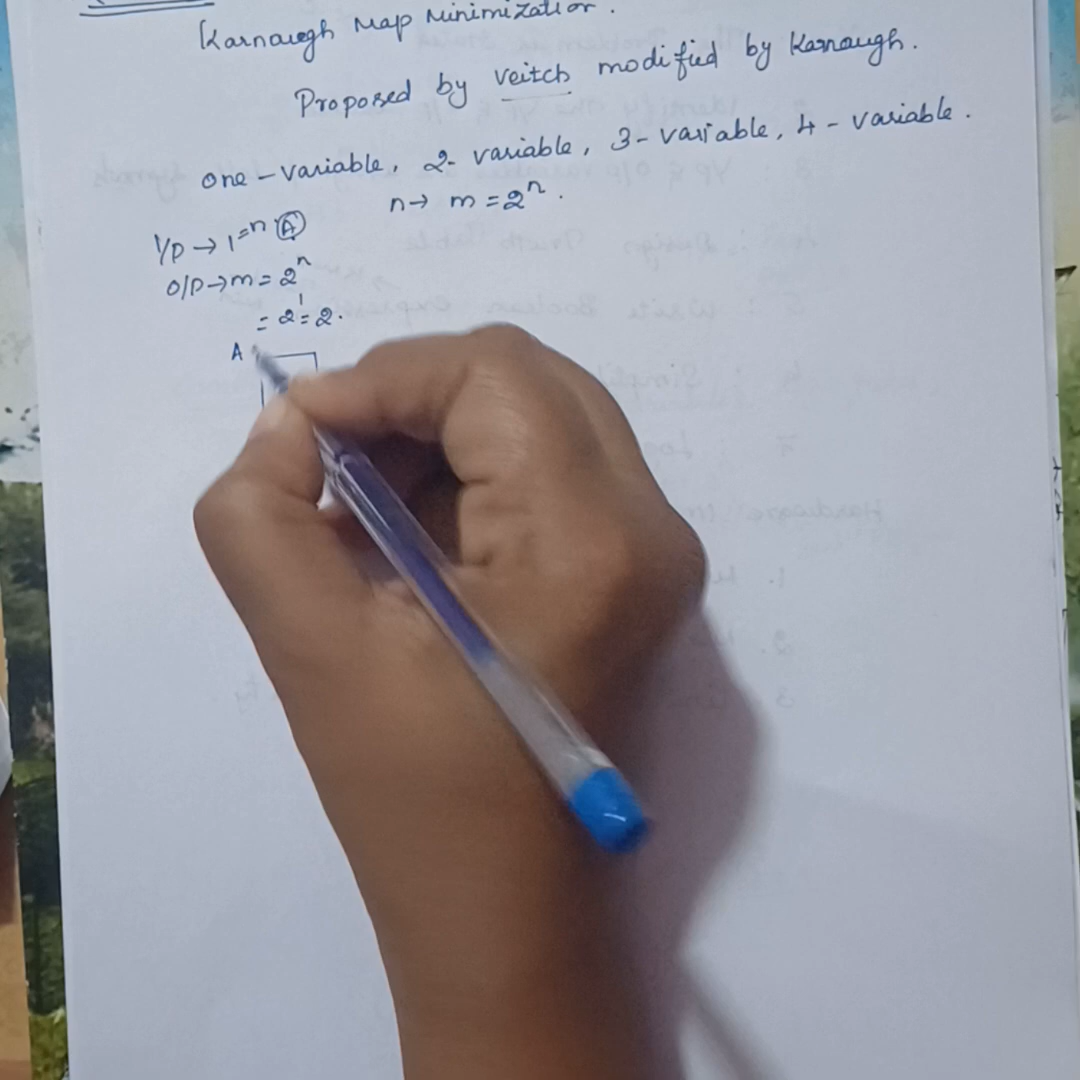 Karnaugh Map Minimization.
Proposed by Veitch modified by Karnaugh.
one-variable, 2-variable, 3-variable, 4-variable.
n→ m = 2ⁿ.
I/P → 1 = n A
O/P → m = 2ⁿ
= 2¹ = 2.
A